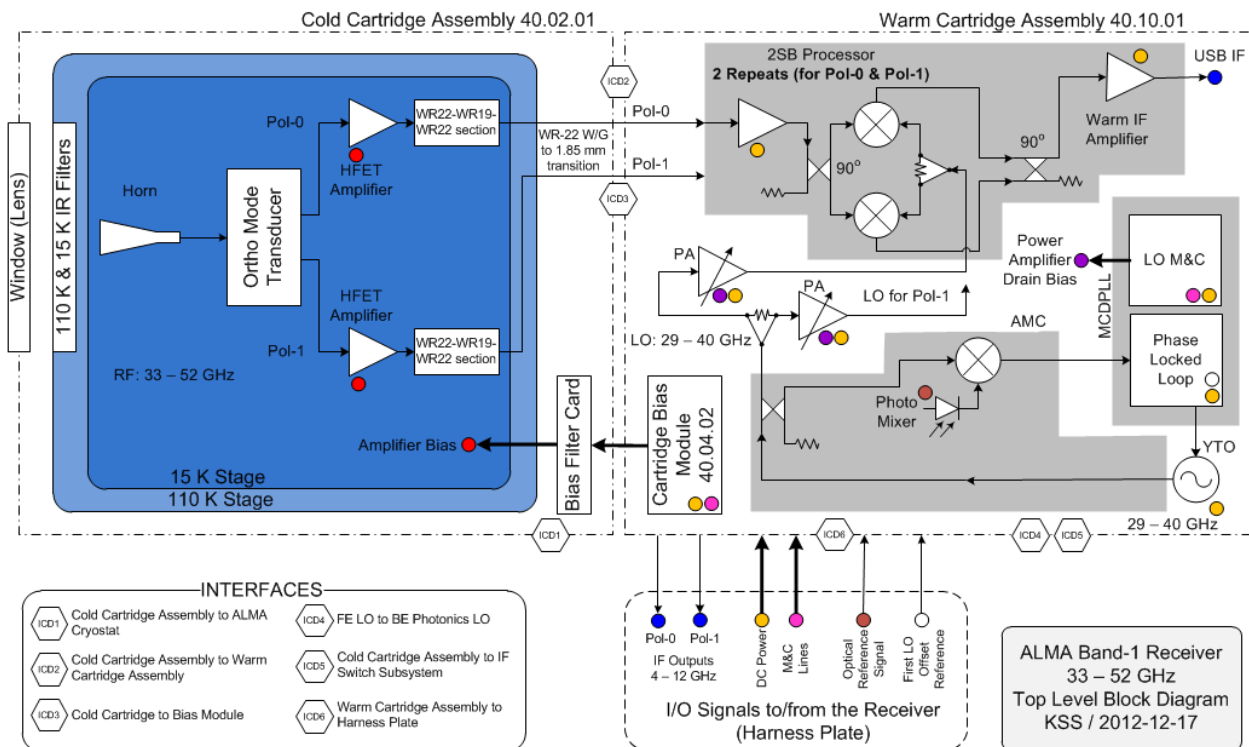 Cold Cartridge Assembly 40.02.01
Warm Cartridge Assembly 40.10.01
Window (Lens)
110 K & 15 K IR Filters
Horn
Ortho Mode
Transducer
Pol-0
HFET
Amplifier
WR22-WR19-
WR22 section
HFET
Amplifier
Pol-1
WR22-WR19-
WR22 section
RF: 33 – 52 GHz
Amplifier Bias
15 K Stage
110 K Stage
Bias Filter Card
ICD1
ICD2
Pol-0
WR-22 W/G
to 1.85 mm
transition
Pol-1
ICD3
2SB Processor
2 Repeats (for Pol-0 & Pol-1)
90°
90°
Warm IF
Amplifier
USB IF
PA
PA
LO for Pol-1
LO: 29 – 40 GHz
Power
Amplifier
Drain Bias
LO M&C
MCDPLL
Phase
Locked
Loop
AMC
Photo
Mixer
YTO
29 – 40 GHz
Cartridge Bias
Module
40.04.02
ICD6
ICD4
ICD5
INTERFACES
ICD1
Cold Cartridge Assembly to ALMA
Cryostat
ICD2
Cold Cartridge Assembly to Warm
Cartridge Assembly
ICD3
Cold Cartridge to Bias Module
ICD4
FE LO to BE Photonics LO
ICD5
Cold Cartridge Assembly to IF
Switch Subsystem
ICD6
Warm Cartridge Assembly to
Harness Plate
Pol-0
Pol-1
IF Outputs
4 – 12 GHz
DC Power
M&C
Lines
Optical
Reference
Signal
First LO
Offset
Reference
I/O Signals to/from the Receiver
(Harness Plate)
ALMA Band-1 Receiver
33 – 52 GHz
Top Level Block Diagram
KSS / 2012-12-17